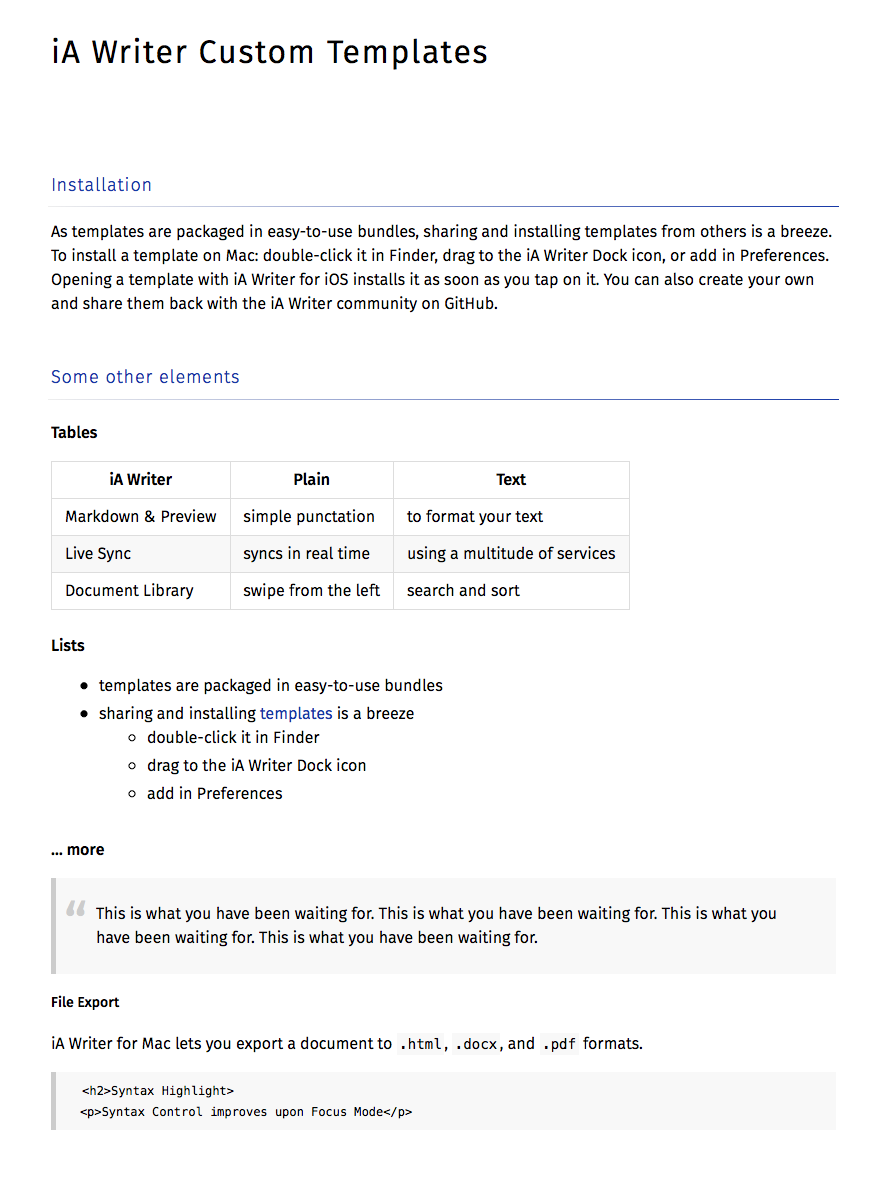 iA Writer Custom Templates
Installation
As templates are packaged in easy-to-use bundles, sharing and installing templates from others is a breeze.
To install a template on Mac: double-click it in Finder, drag to the iA Writer Dock icon, or add in Preferences.
Opening a template with iA Writer for iOS installs it as soon as you tap on it. You can also create your own
and share them back with the iA Writer community on GitHub.
Some other elements
Tables
iA Writer Plain Text
Markdown & Preview simple punctation to format your text
Live Sync syncs in real time using a multitude of services
Document Library swipe from the left search and sort
Lists
• templates are packaged in easy-to-use bundles
• sharing and installing templates is a breeze
◦ double-click it in Finder
◦ drag to the iA Writer Dock icon
◦ add in Preferences
... more
“ This is what you have been waiting for. This is what you have been waiting for. This is what you
have been waiting for. This is what you have been waiting for.
File Export
iA Writer for Mac lets you export a document to .html, .docx, and .pdf formats.
<h2>Syntax Highlight>
<p>Syntax Control improves upon Focus Mode</p>